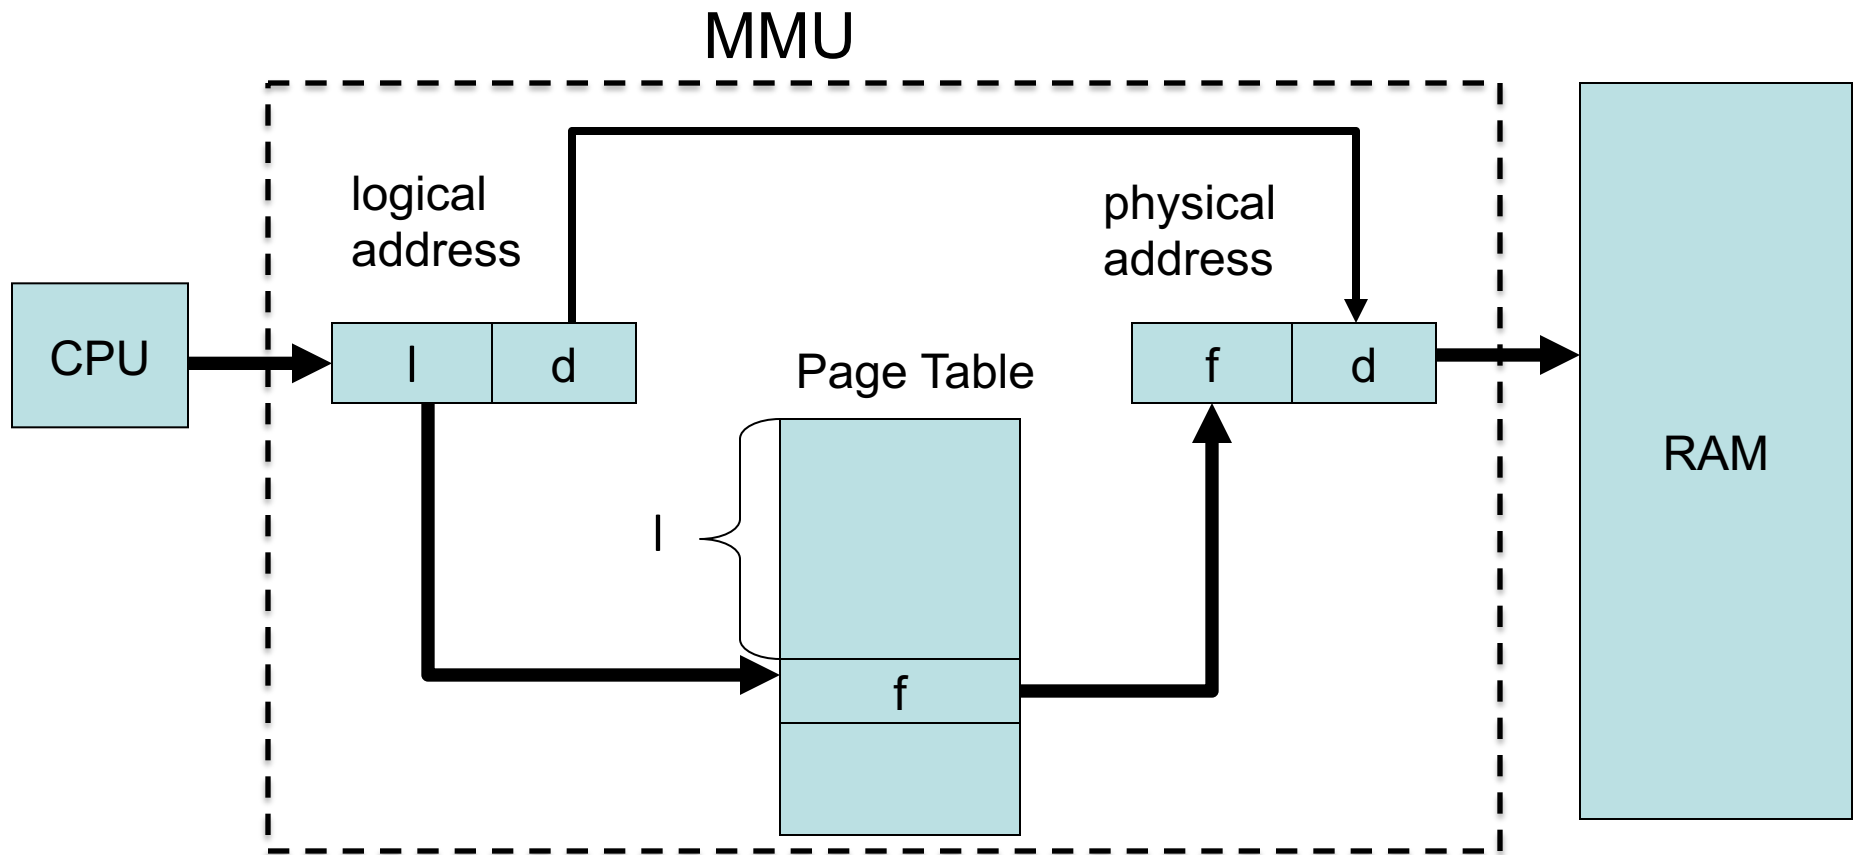 MMU
logical
address
physical
address
CPU
l
d
Page Table
f
d
RAM
l
f